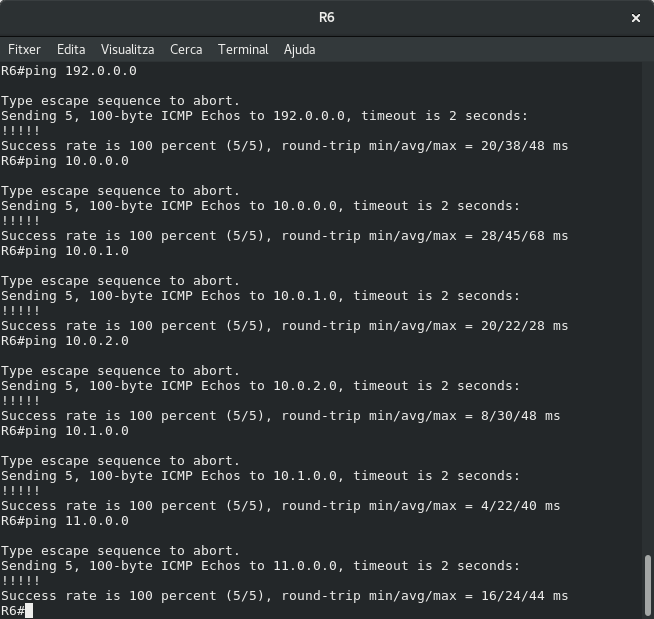 R6
Fitxer Edita Visualitza Cerca Terminal Ajuda
R6#ping 192.0.0.0
Type escape sequence to abort.
Sending 5, 100-byte ICMP Echos to 192.0.0.0, timeout is 2 seconds:
!!!!!
Success rate is 100 percent (5/5), round-trip min/avg/max = 20/38/48 ms
R6#ping 10.0.0.0
Type escape sequence to abort.
Sending 5, 100-byte ICMP Echos to 10.0.0.0, timeout is 2 seconds:
!!!!!
Success rate is 100 percent (5/5), round-trip min/avg/max = 28/45/68 ms
R6#ping 10.0.1.0
Type escape sequence to abort.
Sending 5, 100-byte ICMP Echos to 10.0.1.0, timeout is 2 seconds:
!!!!!
Success rate is 100 percent (5/5), round-trip min/avg/max = 20/22/28 ms
R6#ping 10.0.2.0
Type escape sequence to abort.
Sending 5, 100-byte ICMP Echos to 10.0.2.0, timeout is 2 seconds:
!!!!!
Success rate is 100 percent (5/5), round-trip min/avg/max = 8/30/48 ms
R6#ping 10.1.0.0
Type escape sequence to abort.
Sending 5, 100-byte ICMP Echos to 10.1.0.0, timeout is 2 seconds:
!!!!!
Success rate is 100 percent (5/5), round-trip min/avg/max = 4/22/40 ms
R6#ping 11.0.0.0
Type escape sequence to abort.
Sending 5, 100-byte ICMP Echos to 11.0.0.0, timeout is 2 seconds:
!!!!!
Success rate is 100 percent (5/5), round-trip min/avg/max = 16/24/44 ms
R6#